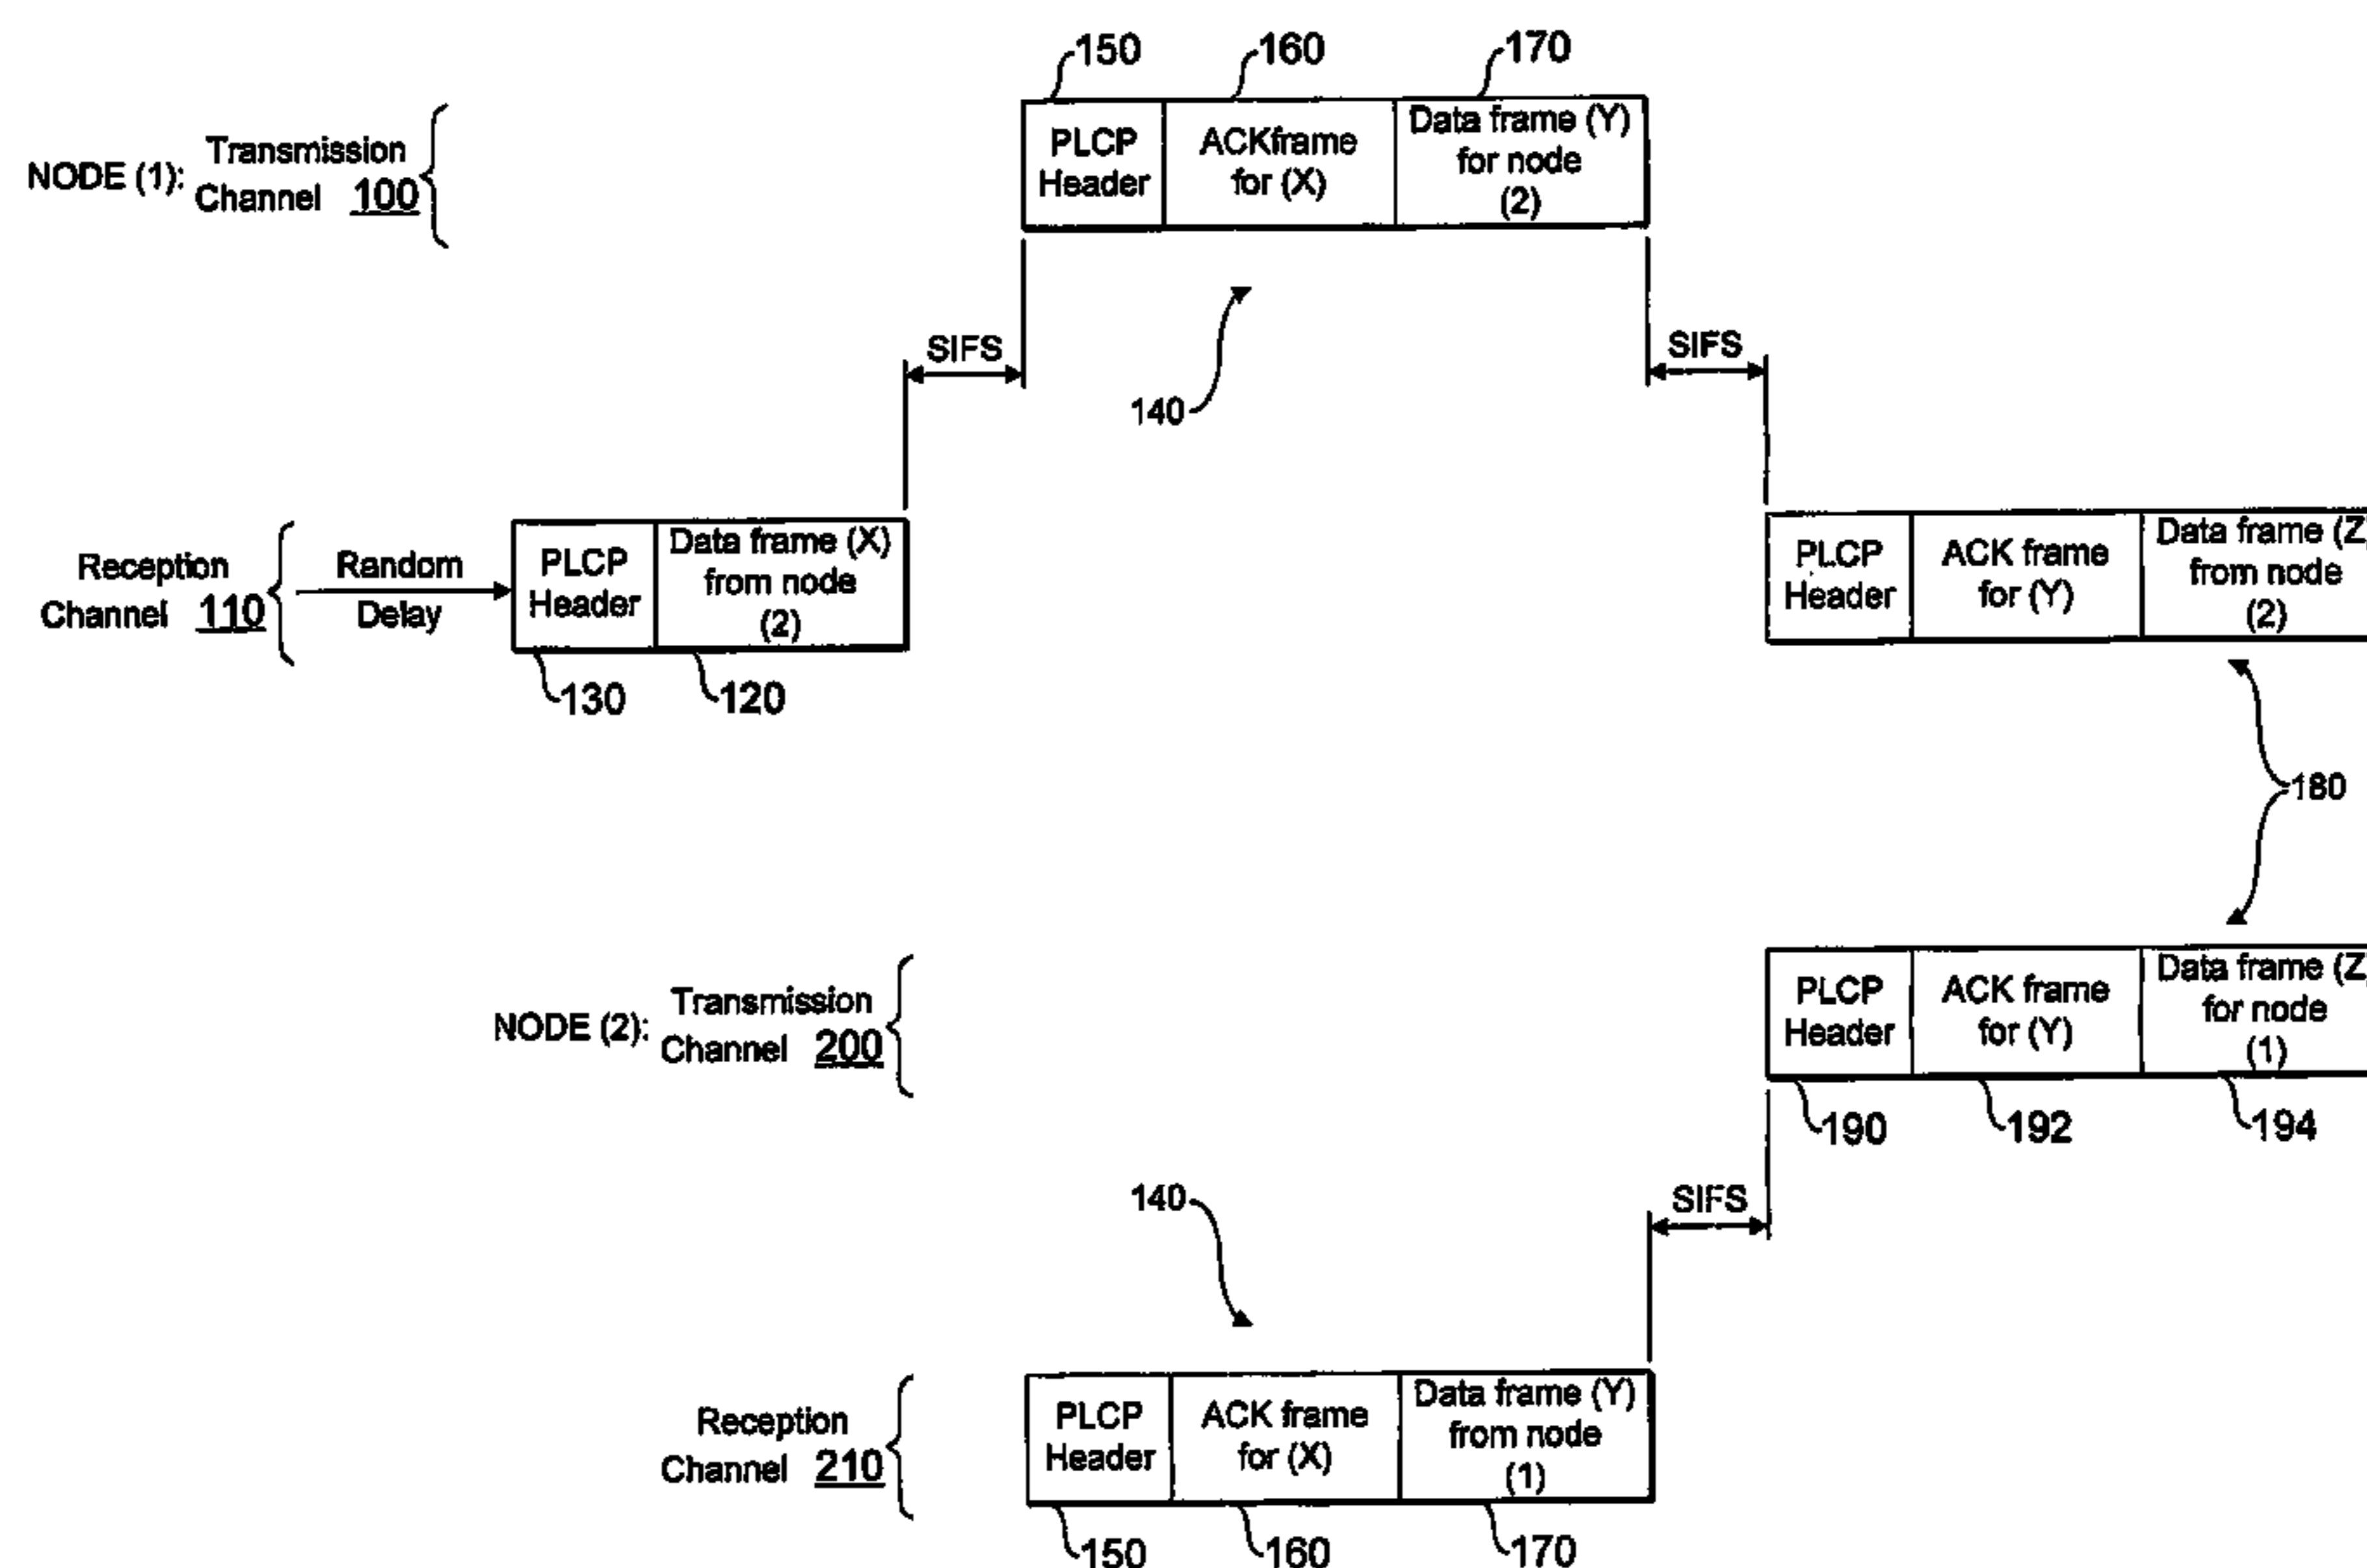 150
160
170
NODE (1):
Transmission
Channel 100
PLCP
Header
ACKframe
for (X)
Data frame (Y)
for node
(2)
SIFS
SIFS
140
Reception
Channel 110
Random
Delay
PLCP
Header
Data frame (X)
from node
(2)
130
120
PLCP
Header
ACK frame
for (Y)
Data frame (Z
from node
(2)
180
NODE (2):
Transmission
Channel 200
PLCP
Header
ACK frame
for (Y)
Data frame (Z
for node
(1)
190
192
194
140
SIFS
Reception
Channel 210
PLCP
Header
ACK frame
for (X)
Data frame (Y)
from node
(1)
150
160
170